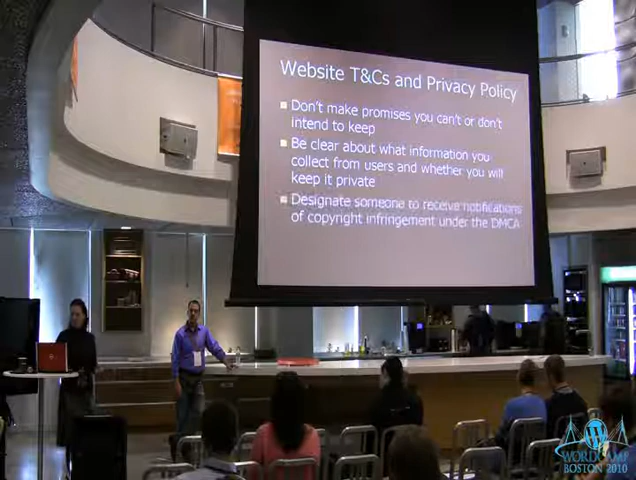 Website T&Cs and Privacy Policy
Don't make promises you can't or don't
intend to keep
Be clear about what information you
collect from users and whether you will
keep it private
Designate someone to receive notifications
of copyright infringement under the DMCA
WORDCAMP
BOSTON 2010